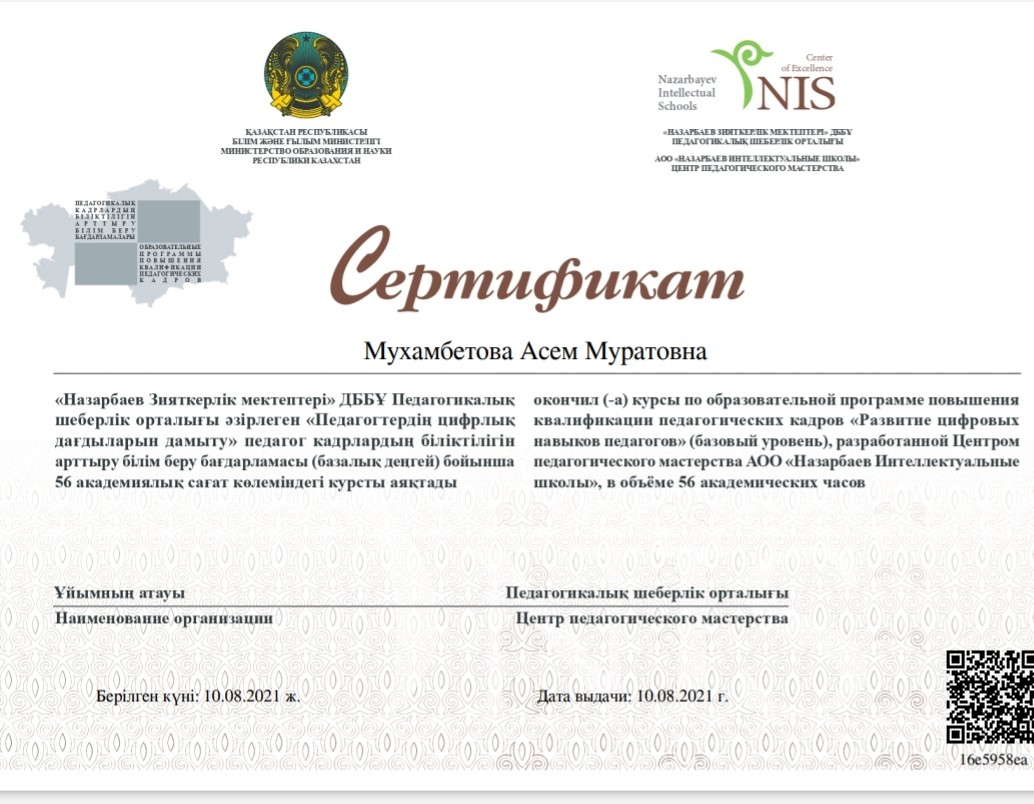 ҚАЗАҚСТАН РЕСПУБЛИКАСЫ
БІЛІМ ЖӘНЕ ҒЫЛЫМ МИНИСТРЛІГІ
МИНИСТЕРСТВО ОБРАЗОВАНИЯ И НАУКИ
РЕСПУБЛИКИ КАЗАХСТАН
Nazarbayev
Intellectual
Schools
Center
of Excellence
NIS
«НАЗАРБАЕВ ЗИЯТКЕРЛІК МЕКТЕПТЕРІ» ДББҰ
ПЕДАГОГИКАЛЫҚ ШЕБЕРЛІК ОРТАЛЫҒЫ
АОО «НАЗАРБАЕВ ИНТЕЛЛЕКТУАЛЬНЫЕ ШКОЛЫ»
ЦЕНТР ПЕДАГОГИЧЕСКОГО МАСТЕРСТВА
ПЕДАГОГИКАЛЫҚ
КАДРЛАРДЫҢ
БІЛІКТІЛІГІН
АРТТЫРУ
БІЛІМ БЕРУ
БАҒДАРЛАМАЛАРЫ
ОБРАЗОВАТЕЛЬНЫЕ
ПРОГРАММЫ
ПОВЫШЕНИЯ
КВАЛИФИКАЦИИ
ПЕДАГОГИЧЕСКИХ
КАДРОВ
Сертификат
Мухамбетова Асем Муратовна
«Назарбаев Зияткерлік мектептері» ДББҰ Педагогикалық
шеберлік орталығы әзірлеген «Педагогтердің цифрлық
дағдыларын дамыту» педагог кадрлардың біліктілігін
арттыру білім беру бағдарламасы (базалық деңгей) бойынша
56 академиялық сағат көлеміндегі курсты аяқтады
окончил (-а) курсы по образовательной программе повышения
квалификации педагогических кадров «Развитие цифровых
навыков педагогов» (базовый уровень), разработанной Центром
педагогического мастерства АОО «Назарбаев Интеллектуальные
школы», в объёме 56 академических часов
Ұйымның атауы
Педагогикалық шеберлік орталығы
Наименование организации
Центр педагогического мастерства
Берілген күні: 10.08.2021 ж.
Дата выдачи: 10.08.2021 г.
16e5958ea